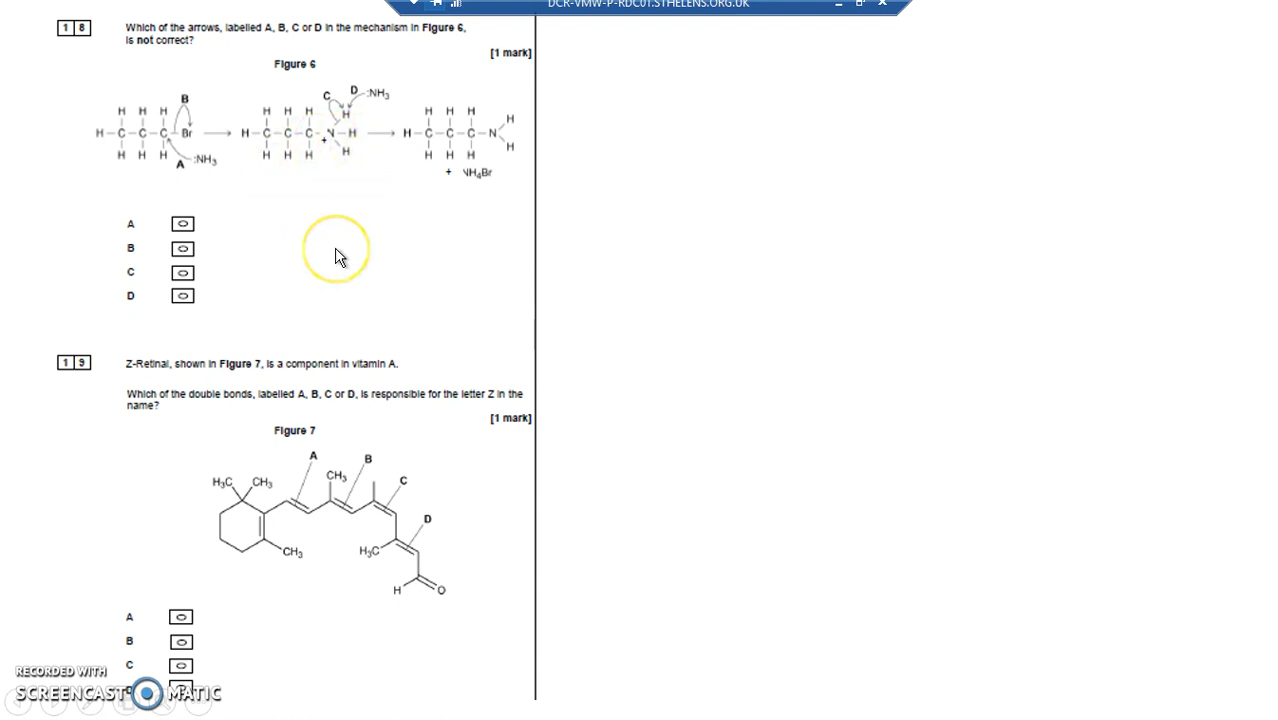 DCR-VMW-P-RDC01.STHELENS.ORG.UK
1 8 Which of the arrows, labelled A, B, C or D in the mechanism in Figure 6,
is not correct?
[1 mark]
Figure 6
B
H H H
H C C C Br
H H H
A :NH3
C D :NH3
H
H H H
H C C C N H
+
H H H H
H H H H
H C C C N
H H H H
+ NH4Br
A
B
C
D
1 9 Z-Retinal, shown in Figure 7, is a component in vitamin A.
Which of the double bonds, labelled A, B, C or D, is responsible for the letter Z in the
name?
[1 mark]
Figure 7
A B
CH3 C
H3C CH3
D
CH3 H3C
H O
A
B
C
RECORDED WITH
SCREENCAST MATIC